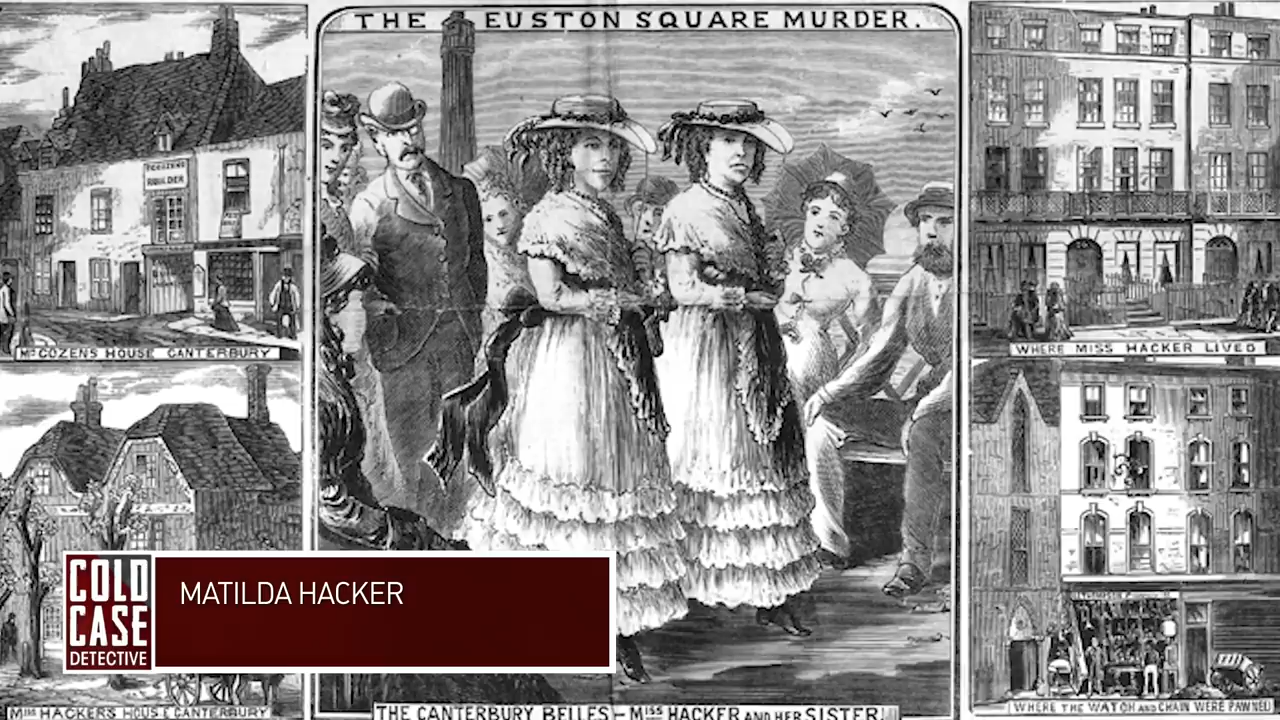 THE EUSTON SQUARE MURDER.
COZENS
BUILDER
Mr COZENS HOUSE CANTERBURY
WHERE MISS HACKER LIVED
COLD
CASE
DETECTIVE
MATILDA HACKER
Miss HACKER'S HOUSE CANTERBURY
THE CANTERBURY BELLES – Miss HACKER AND HER SISTER!
WHERE THE WATCH AND CHAIN WERE PAWNED